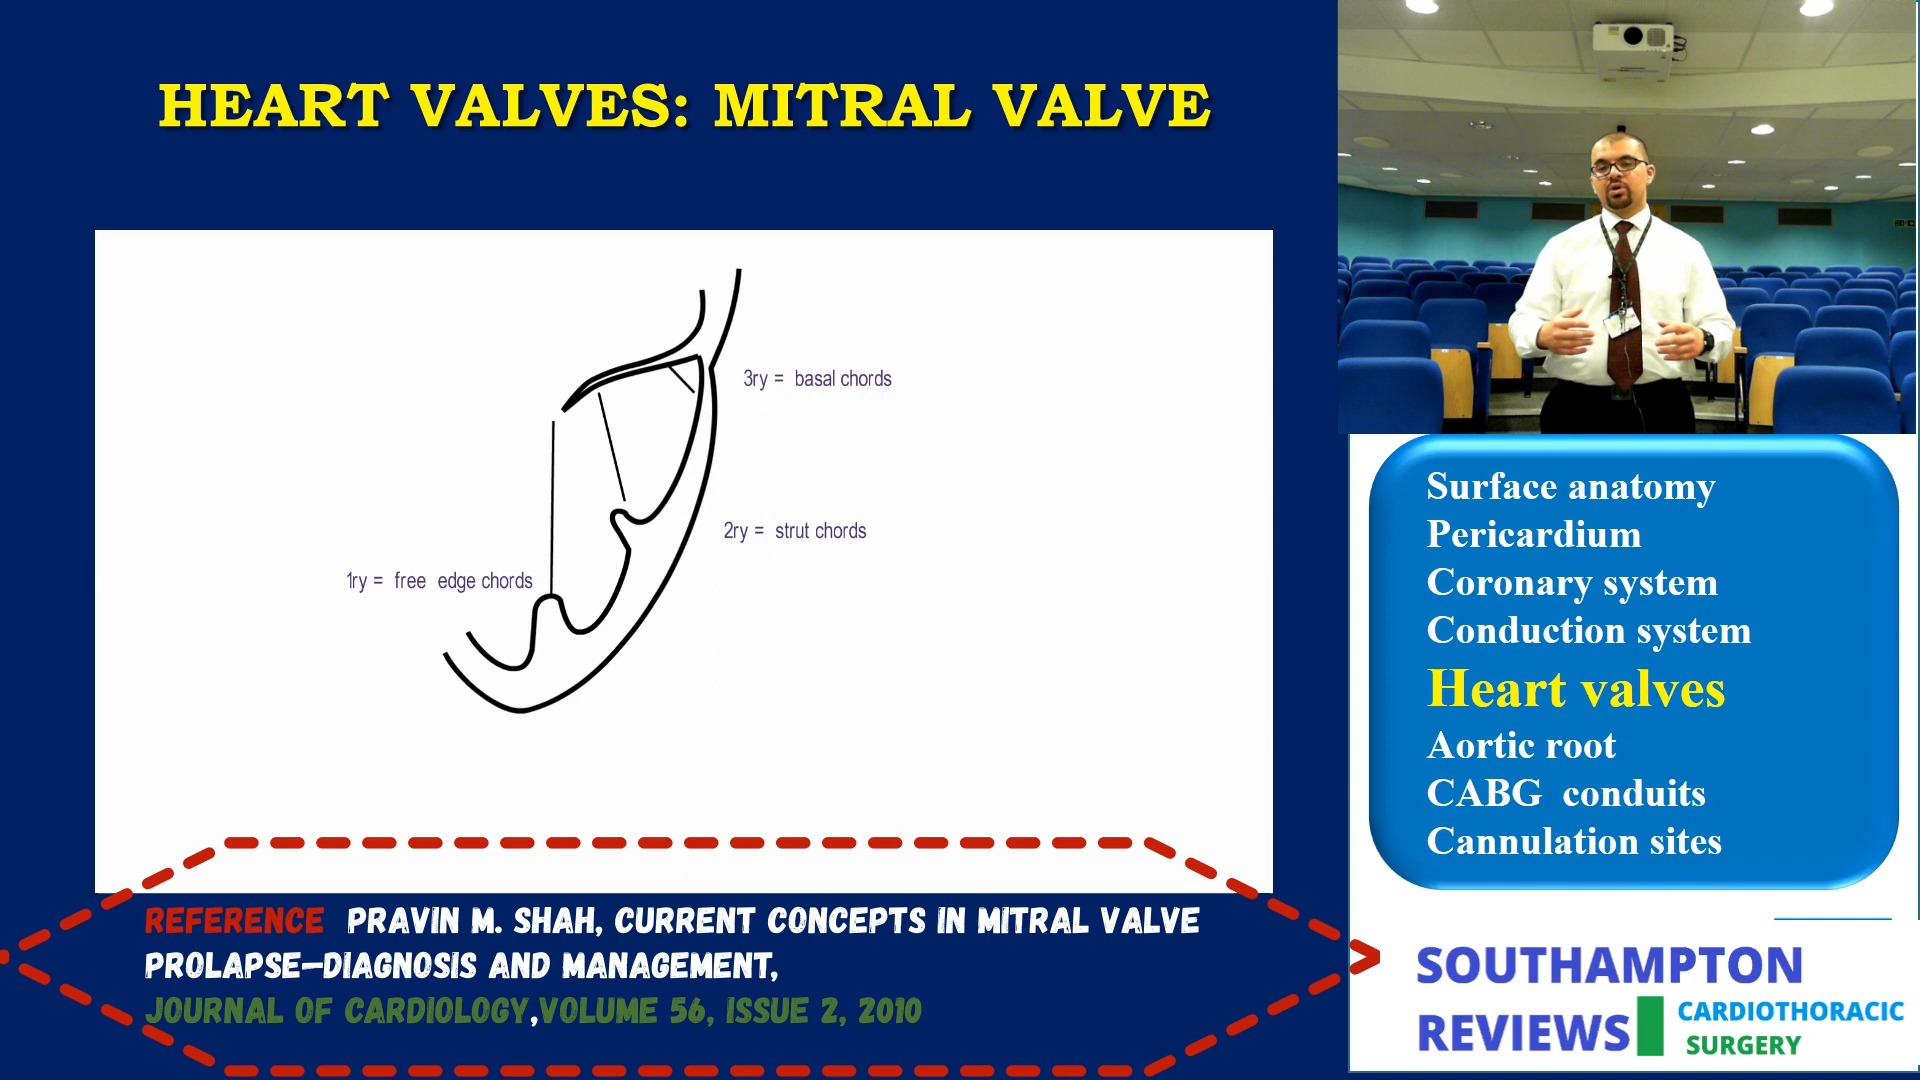 HEART VALVES: MITRAL VALVE
3ry = basal chords
2ry = strut chords
1ry = free edge chords
REFERENCE PRAVIN M. SHAH, CURRENT CONCEPTS IN MITRAL VALVE
PROLAPSE—DIAGNOSIS AND MANAGEMENT,
JOURNAL OF CARDIOLOGY,VOLUME 56, ISSUE 2, 2010
Surface anatomy
Pericardium
Coronary system
Conduction system
Heart valves
Aortic root
CABG conduits
Cannulation sites
SOUTHAMPTON
REVIEWS
CARDIOTHORACIC
SURGERY